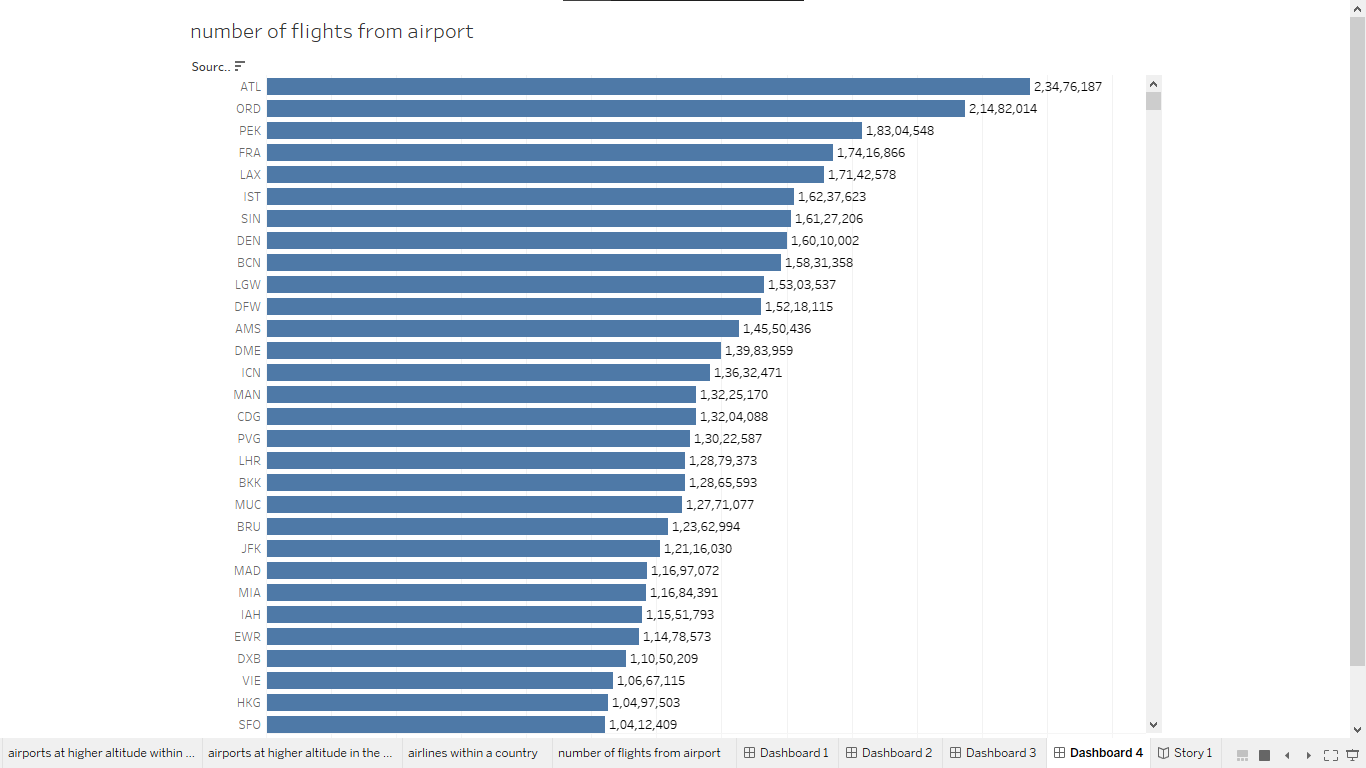 number of flights from airport
Sourc..
ATL 2,34,76,187
ORD 2,14,82,014
PEK 1,83,04,548
FRA 1,74,16,866
LAX 1,71,42,578
IST 1,62,37,623
SIN 1,61,27,206
DEN 1,60,10,002
BCN 1,58,31,358
LGW 1,53,03,537
DFW 1,52,18,115
AMS 1,45,50,436
DME 1,39,83,959
ICN 1,36,32,471
MAN 1,32,25,170
CDG 1,32,04,088
PVG 1,30,22,587
LHR 1,28,79,373
BKK 1,28,65,593
MUC 1,27,71,077
BRU 1,23,62,994
JFK 1,21,16,030
MAD 1,16,97,072
MIA 1,16,84,391
IAH 1,15,51,793
EWR 1,14,78,573
DXB 1,10,50,209
VIE 1,06,67,115
HKG 1,04,97,503
SFO 1,04,12,409
airports at higher altitude within ... airports at higher altitude in the ... airlines within a country number of flights from airport Dashboard 1 Dashboard 2 Dashboard 3 Dashboard 4 Story 1